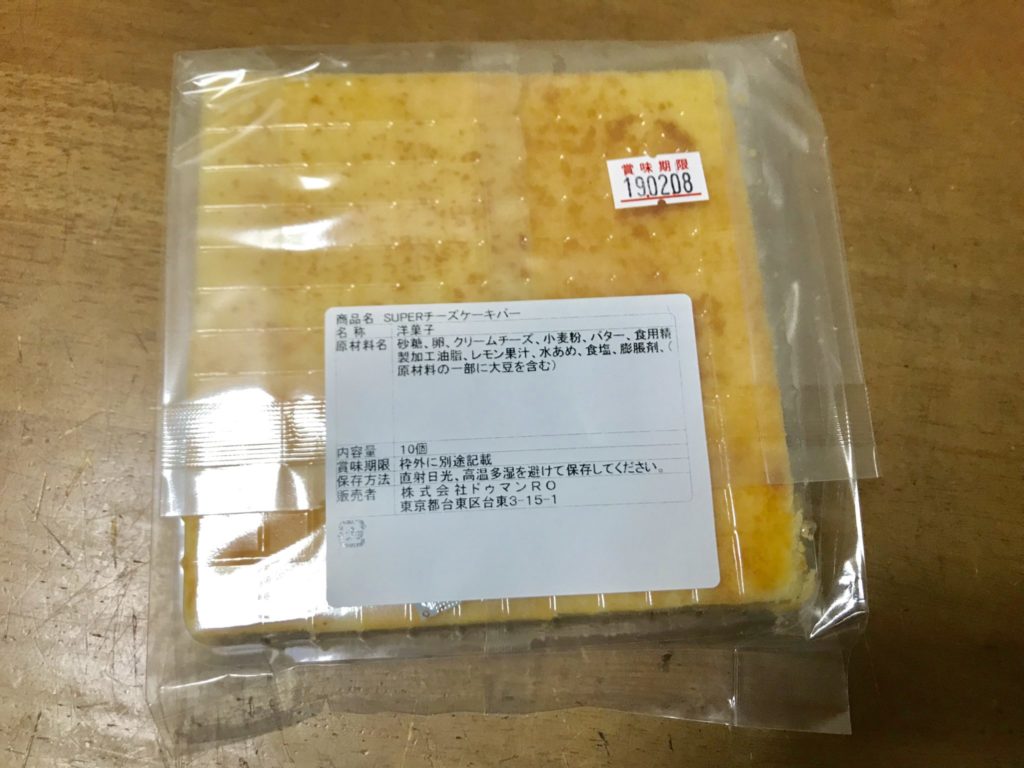 賞味期限
190208
商品名 SUPERチーズケーキバー
名称 洋菓子
原材料名 砂糖、卵、クリームチーズ、小麦粉、バター、食用精
製加工油脂、レモン果汁、水あめ、食塩、膨脹剤、(
原材料の一部に大豆を含む)
内容量 10個
賞味期限 枠外に別途記載
保存方法 直射日光、高温多湿を避けて保存してください。
販売者 株式会社ドゥマンRO
東京都台東区台東3-15-1